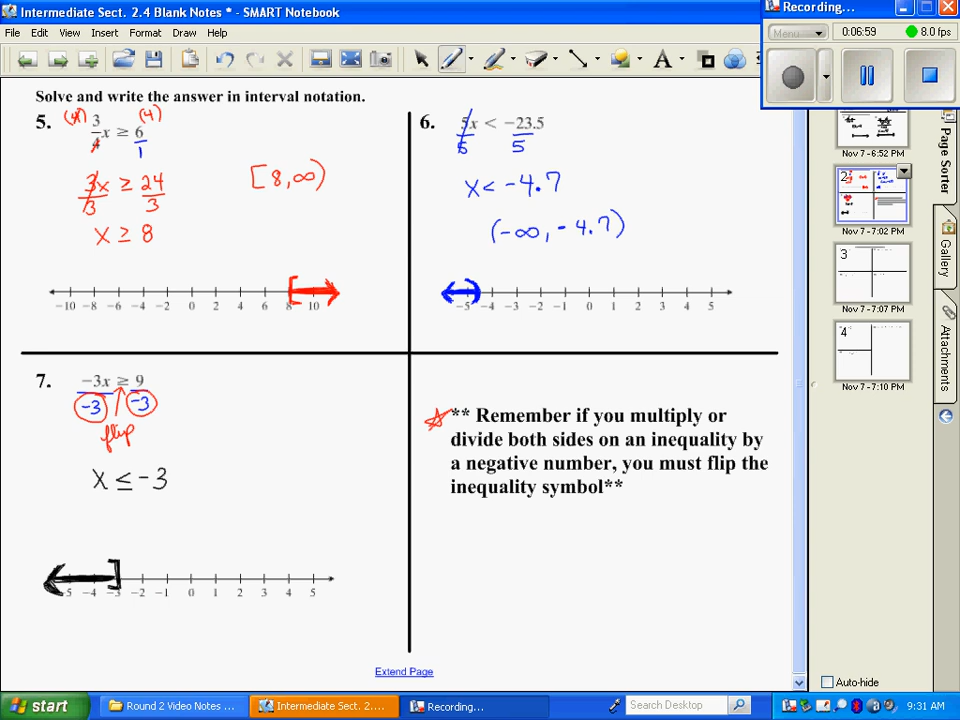 Intermediate Sect. 2.4 Blank Notes * - SMART Notebook
Recording...
File Edit View Insert Format Draw Help
Menu
0:06:59
8.0 fps
Solve and write the answer in interval notation.
5. (4) 3/4 x ≥ 6/1 (4)
3x/3 ≥ 24/3
[8, ∞)
x ≥ 8
-10 -8 -6 -4 -2 0 2 4 6 8 10
6. 5x/5 < -23.5/5
x < -4.7
(-∞, -4.7)
-5 -4 -3 -2 -1 0 1 2 3 4 5
7. -3x ≥ 9
-3 -3
flip
x ≤ -3
-5 -4 -3 -2 -1 0 1 2 3 4 5
** Remember if you multiply or
divide both sides on an inequality by
a negative number, you must flip the
inequality symbol**
Extend Page
Nov 7 - 6:52 PM
2
Nov 7 - 7:02 PM
3
Nov 7 - 7:07 PM
4
Nov 7 - 7:10 PM
Page Sorter
Gallery
Attachments
Auto-hide
start
Round 2 Video Notes ...
Intermediate Sect. 2....
Recording...
Search Desktop
9:31 AM